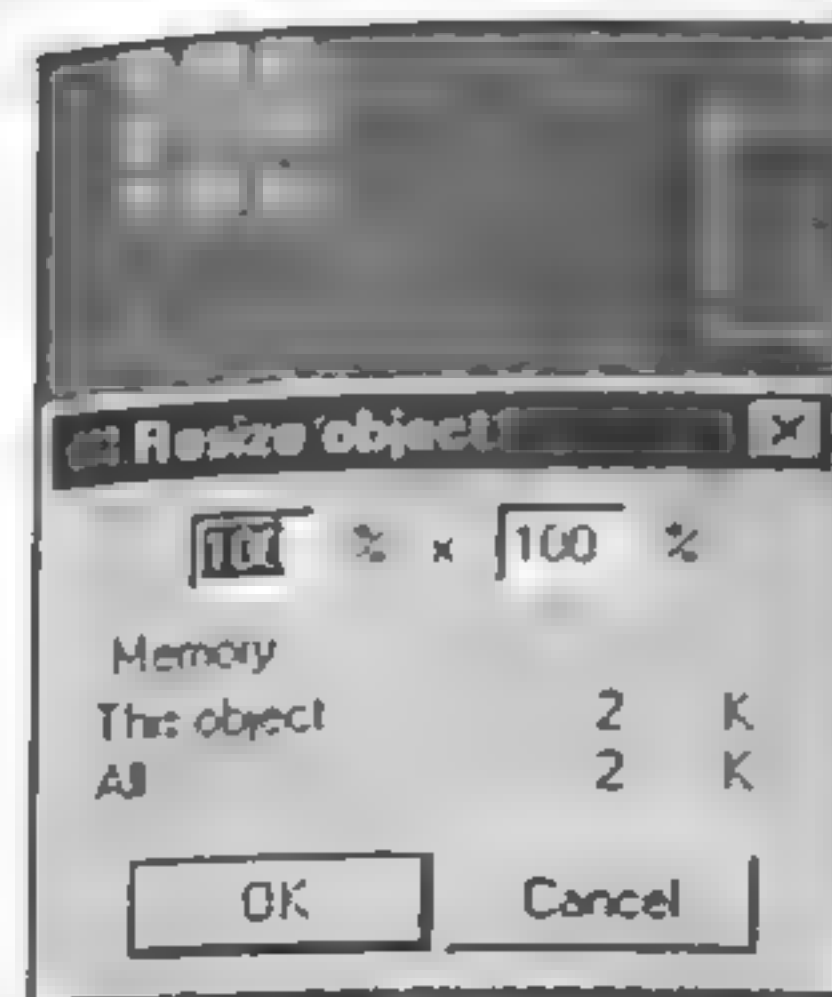 Resize object
100 % x 100 %
Memory
This object 2 K
All 2 K
OK Cancel